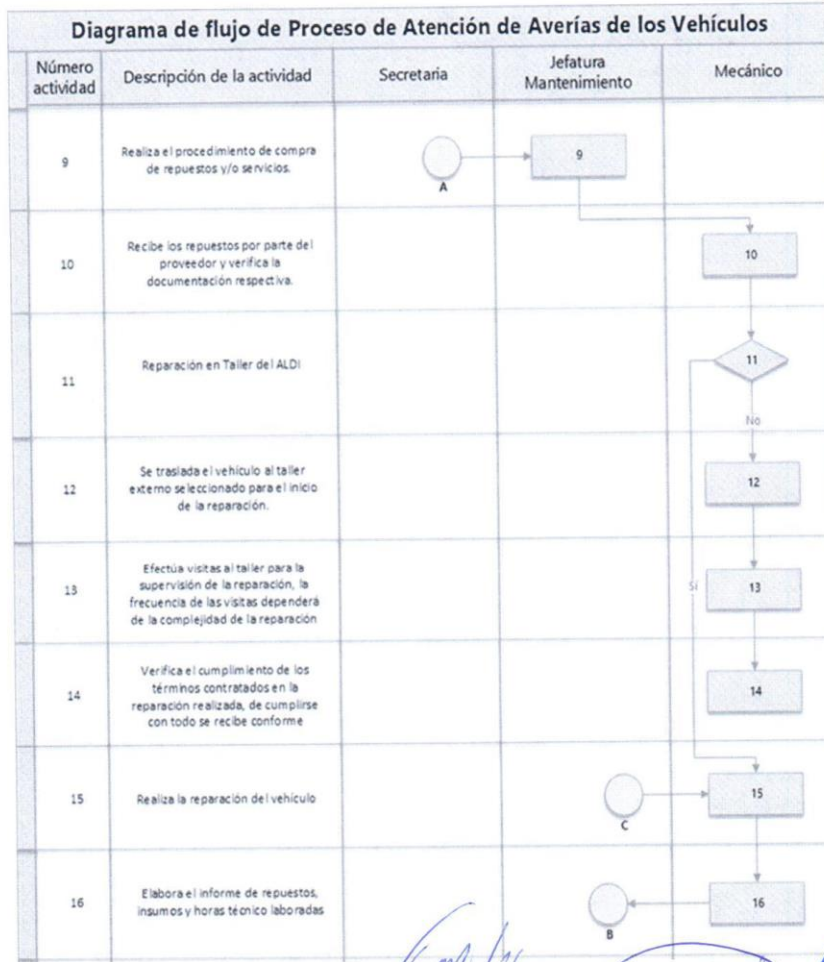 Diagrama de flujo de Proceso de Atención de Averías de los Vehículos
Número
actividad
Descripción de la actividad
Secretaria
Jefatura
Mantenimiento
Mecánico
9
Realiza el procedimiento de compra
de repuestos y/o servicios.
A
9
10
Recibe los repuestos por parte del
proveedor y verifica la
documentación respectiva.
10
11
Reparación en Taller del ALDI
11
No
12
Se traslada el vehículo al taller
externo seleccionado para el inicio
de la reparación.
12
13
Efectúa visitas al taller para la
supervisión de la reparación, la
frecuencia de las visitas dependerá
de la complejidad de la reparación
Sí
13
14
Verifica el cumplimiento de los
términos contratados en la
reparación realizada, de cumplirse
con todo se recibe conforme
14
15
Realiza la reparación del vehículo
C
15
16
Elabora el informe de repuestos,
insumos y horas técnico laboradas
B
16